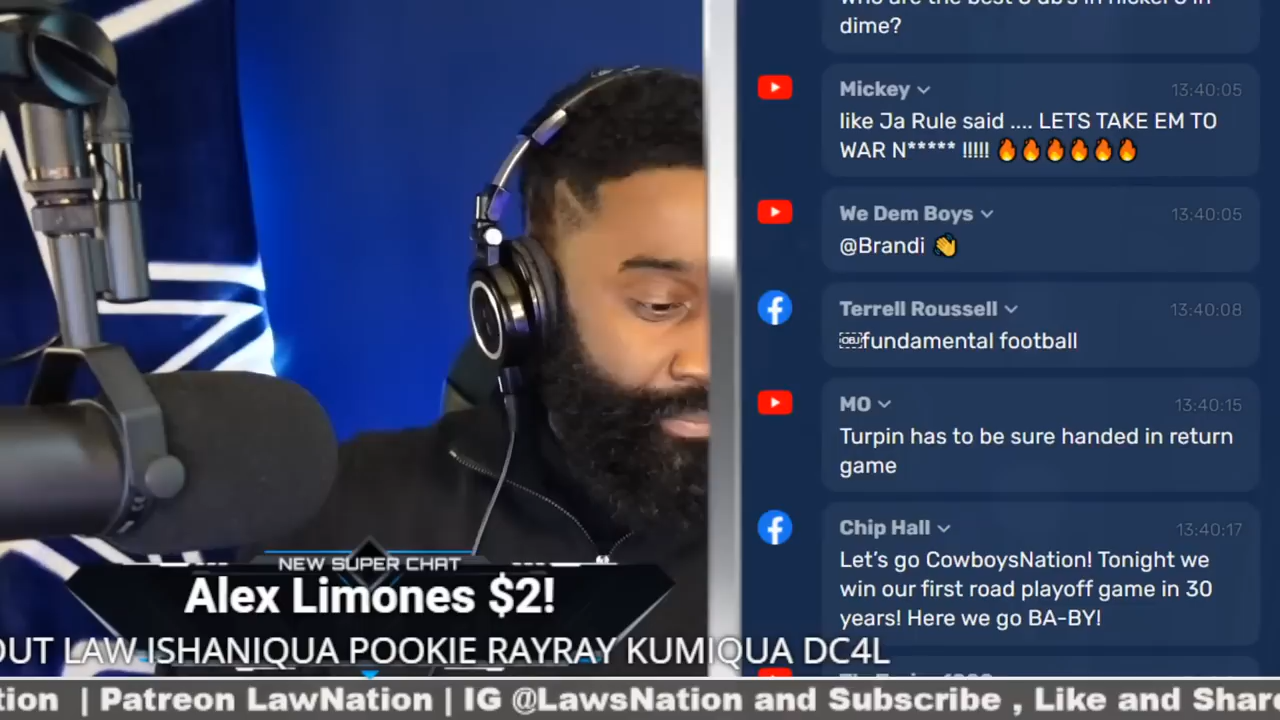 dime?
Mickey 13:40:05
like Ja Rule said .... LETS TAKE EM TO
WAR N***** !!!!! 🔥🔥🔥🔥🔥🔥
We Dem Boys 13:40:05
@Brandi 👏
Terrell Roussell 13:40:08
fundamental football
MO 13:40:15
Turpin has to be sure handed in return
game
Chip Hall 13:40:17
Let's go CowboysNation! Tonight we
win our first road playoff game in 30
years! Here we go BA-BY!
NEW SUPER CHAT
Alex Limones $2!
OUT LAW ISHANIQUA POOKIE RAYRAY KUMIQUA DC4L
tion | Patreon LawNation | IG @LawsNation and Subscribe , Like and Share